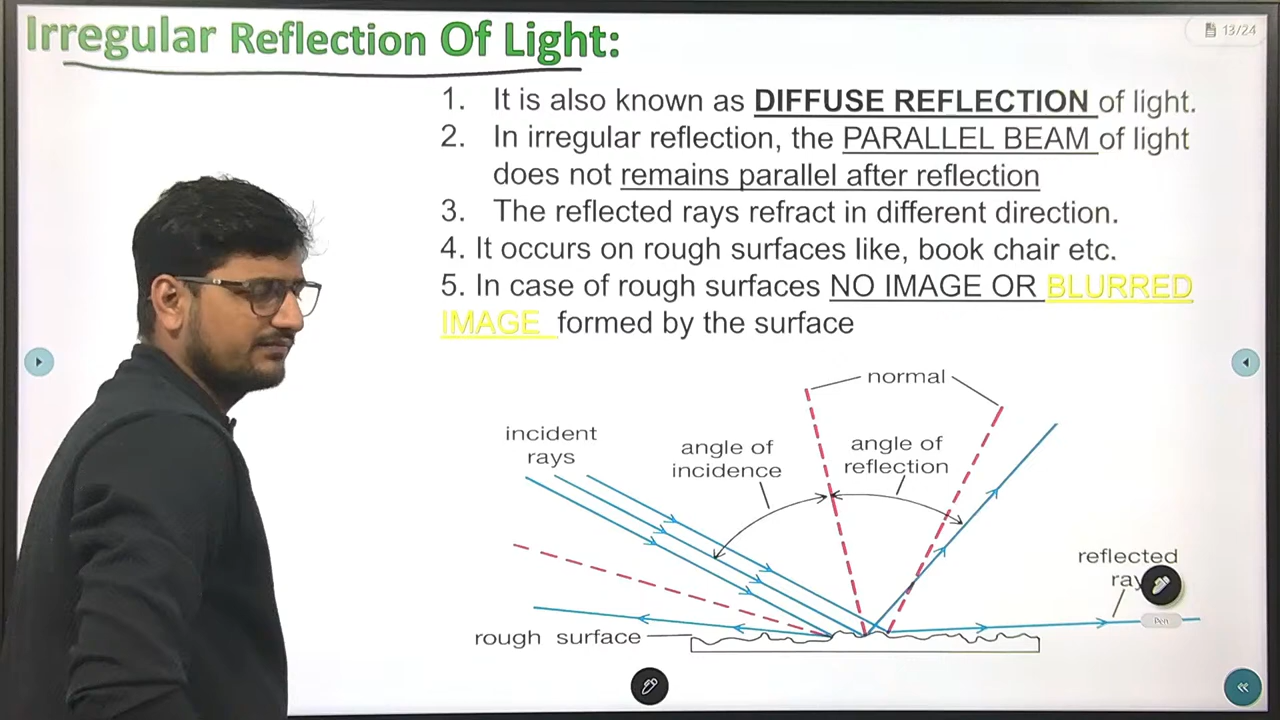 Irregular Reflection Of Light:
13/24
1. It is also known as DIFFUSE REFLECTION of light.
2. In irregular reflection, the PARALLEL BEAM of light
does not remains parallel after reflection
3. The reflected rays refract in different direction.
4. It occurs on rough surfaces like, book chair etc.
5. In case of rough surfaces NO IMAGE OR BLURRED
IMAGE formed by the surface
normal
incident
rays
angle of
incidence
angle of
reflection
reflected
ray
Pen
rough surface